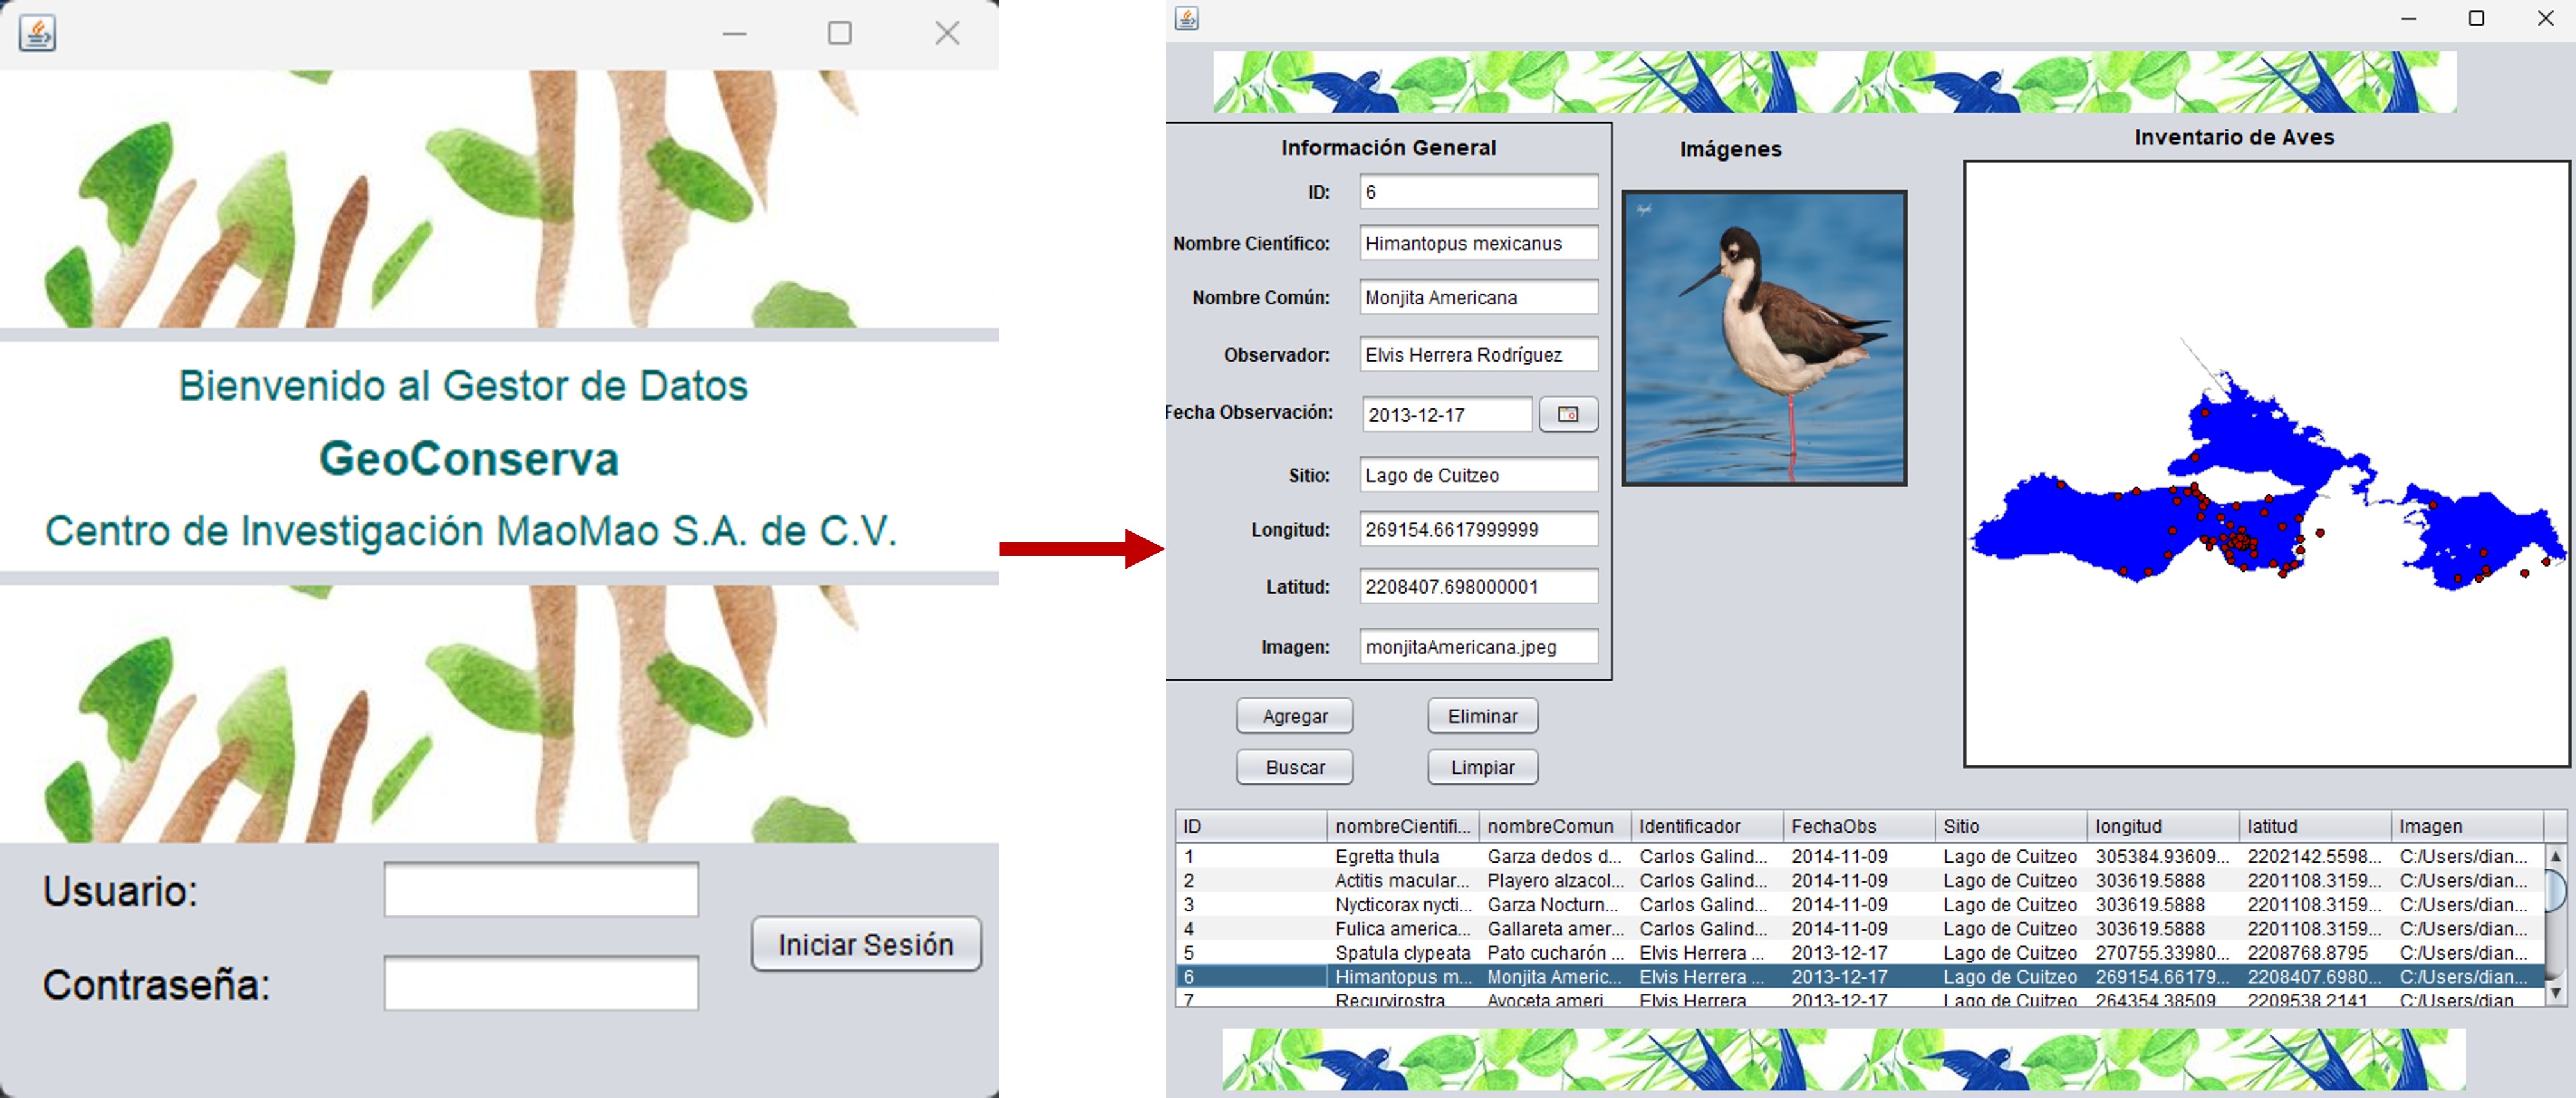 Bienvenido al Gestor de Datos
GeoConserva
Centro de Investigación MaoMao S.A. de C.V.
Usuario:
Contraseña:
Iniciar Sesión
Información General
ID: 6
Nombre Científico: Himantopus mexicanus
Nombre Común: Monjita Americana
Observador: Elvis Herrera Rodríguez
Fecha Observación: 2013-12-17
Sitio: Lago de Cuitzeo
Longitud: 269154.6617999999
Latitud: 2208407.698000001
Imagen: monjitaAmericana.jpeg
Agregar Eliminar
Buscar Limpiar
Imágenes
Inventario de Aves
ID nombreCientifi... nombreComun Identificador FechaObs Sitio longitud latitud Imagen
1 Egretta thula Garza dedos d... Carlos Galind... 2014-11-09 Lago de Cuitzeo 305384.93609... 2202142.5598... C:/Users/dian...
2 Actitis macular... Playero alzacol... Carlos Galind... 2014-11-09 Lago de Cuitzeo 303619.5888 2201108.3159... C:/Users/dian...
3 Nycticorax nycti... Garza Nocturn... Carlos Galind... 2014-11-09 Lago de Cuitzeo 303619.5888 2201108.3159... C:/Users/dian...
4 Fulica america... Gallareta amer... Carlos Galind... 2014-11-09 Lago de Cuitzeo 303619.5888 2201108.3159... C:/Users/dian...
5 Spatula clypeata Pato cucharón ... Elvis Herrera ... 2013-12-17 Lago de Cuitzeo 270755.33980... 2208768.8795 C:/Users/dian...
6 Himantopus m... Monjita Americ... Elvis Herrera ... 2013-12-17 Lago de Cuitzeo 269154.66179... 2208407.6980... C:/Users/dian...
7 Recurvirostra Avoceta ameri Elvis Herrera 2013-12-17 Lago de Cuitzeo 264354.38509 2209538.2141 C:/Users/dian